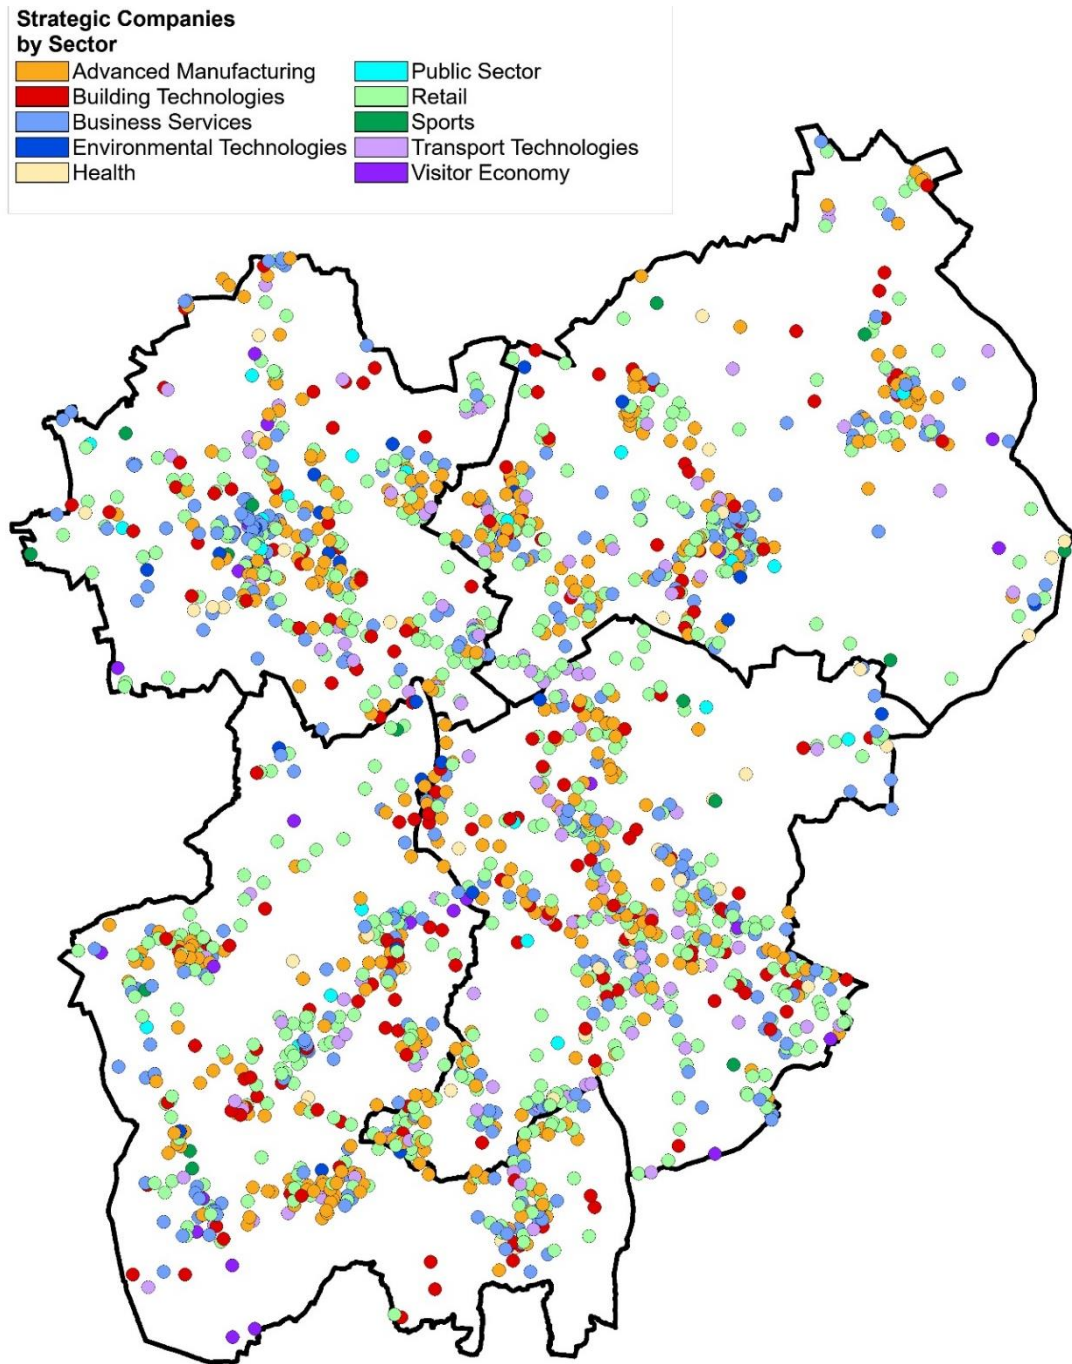 Strategic Companies
by Sector
Advanced Manufacturing
Building Technologies
Business Services
Environmental Technologies
Health
Public Sector
Retail
Sports
Transport Technologies
Visitor Economy